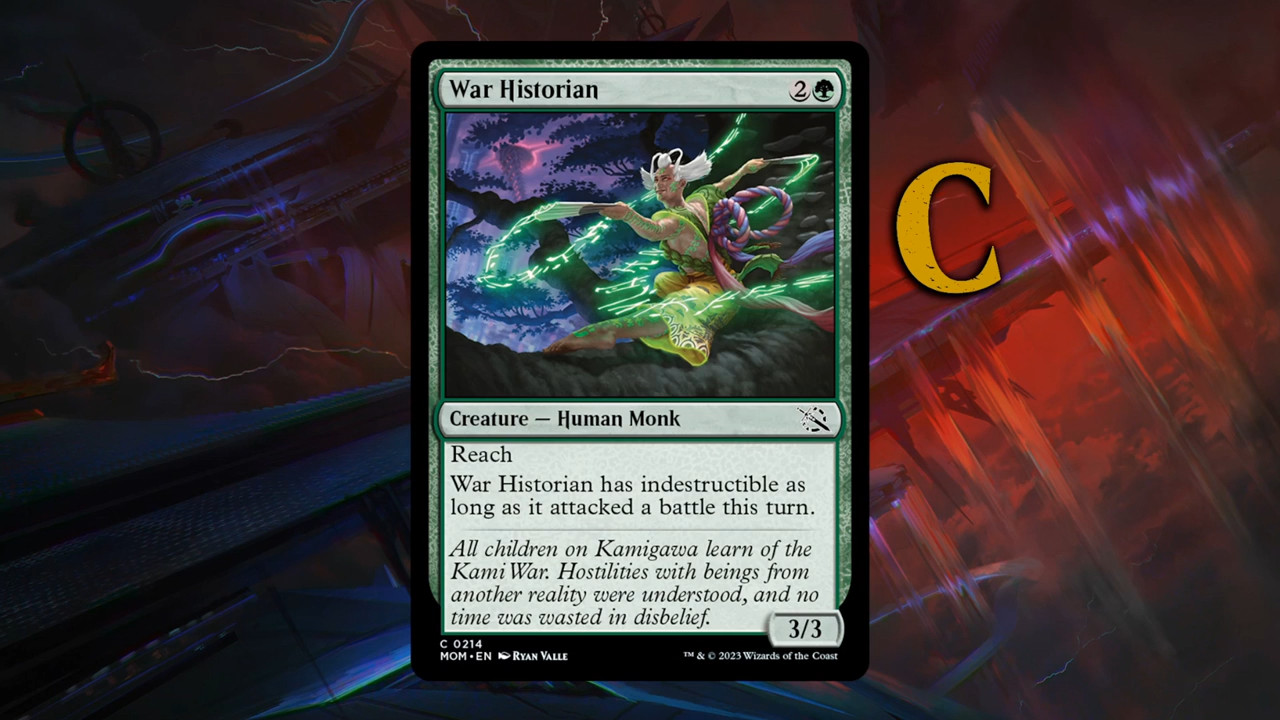 War Historian 2
C
Creature — Human Monk
Reach
War Historian has indestructible as
long as it attacked a battle this turn.
All children on Kamigawa learn of the
Kami War. Hostilities with beings from
another reality were understood, and no
time was wasted in disbelief.
3/3
C 0214
MOM • EN Ryan Valle
™ & © 2023 Wizards of the Coast